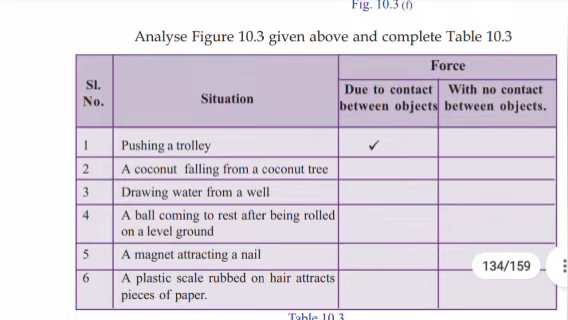 Fig. 10.3 (f)
Analyse Figure 10.3 given above and complete Table 10.3
Sl. No.
Situation
Force
Due to contact between objects
With no contact between objects.
1 Pushing a trolley ✓
2 A coconut falling from a coconut tree
3 Drawing water from a well
4 A ball coming to rest after being rolled
on a level ground
5 A magnet attracting a nail
6 A plastic scale rubbed on hair attracts
pieces of paper.
134/159
Table 10.3